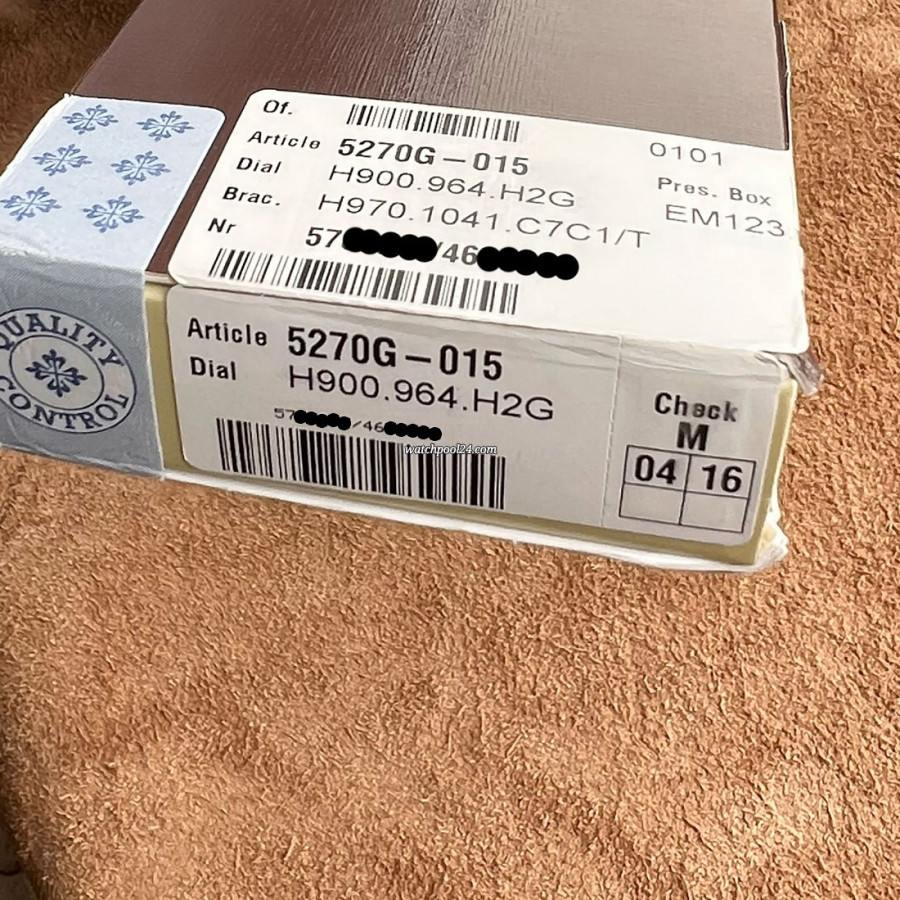 Of.
0101
Article 5270G-015
Pres. Box
Dial H900.964.H2G
EM123
Brac. H970.1041.C7C1/T
Nr 57 /46
QUALITY CONTROL
Article 5270G-015
Dial H900.964.H2G
57 /46
Check
M
04 16
watchpool24.com